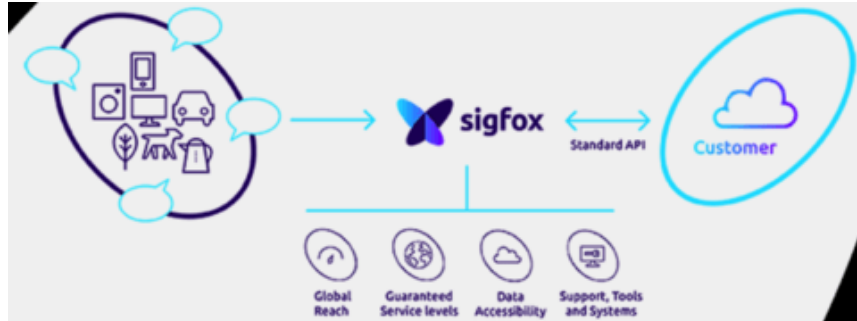 sigfox
Standard API
Customer
Global
Reach
Guaranteed
Service levels
Data
Accessibility
Support, Tools
and Systems